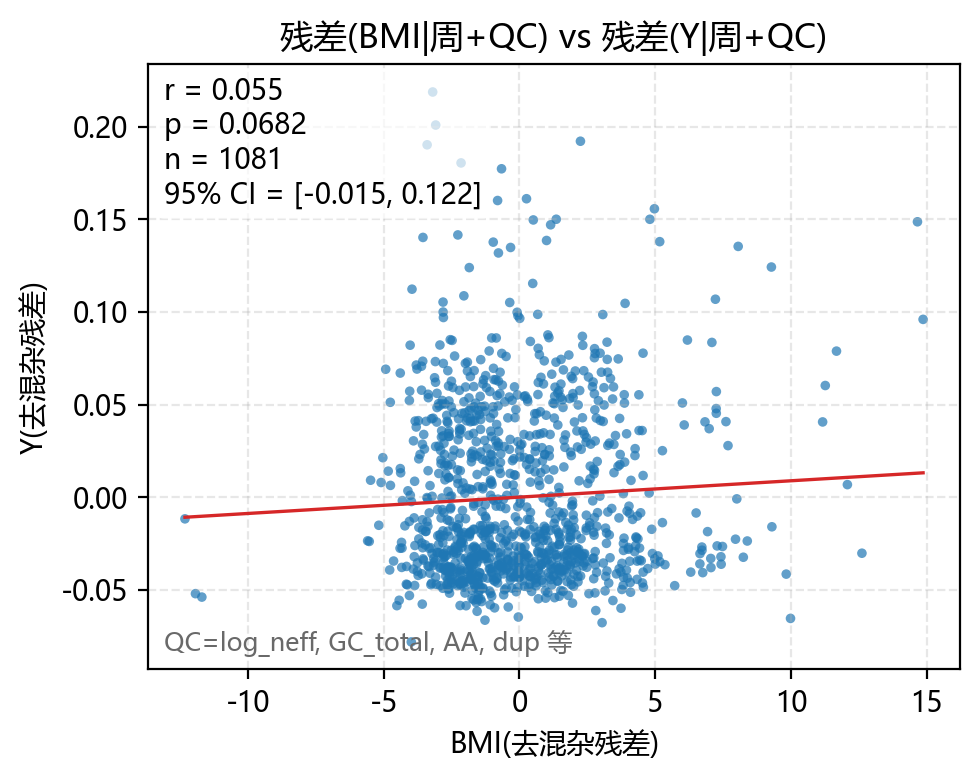 残差(BMI|周+QC) vs 残差(Y|周+QC)
r = 0.055
p = 0.0682
n = 1081
95% CI = [-0.015, 0.122]
0.20
0.15
0.10
0.05
0.00
-0.05
Y(去混杂残差)
QC=log_neff, GC_total, AA, dup 等
-10
-5
0
5
10
15
BMI(去混杂残差)